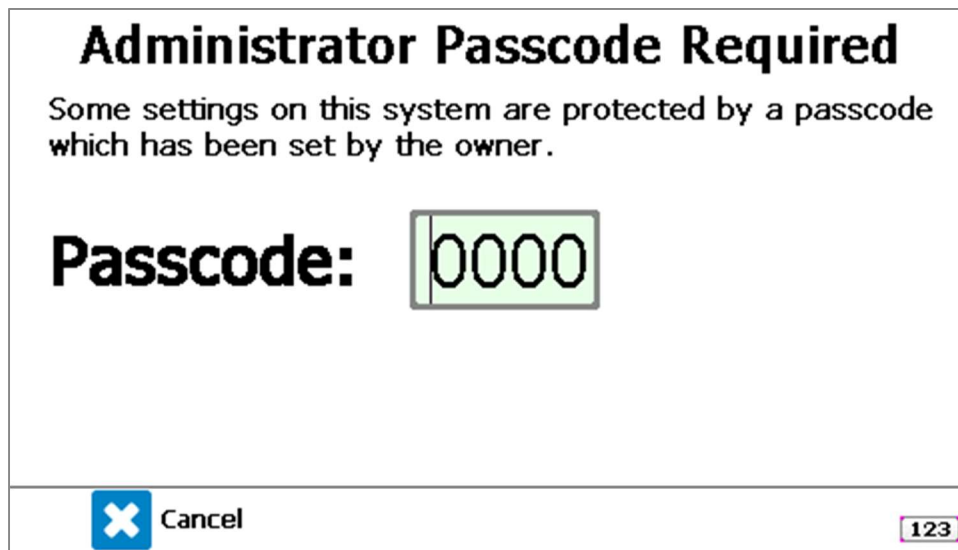 Administrator Passcode Required
Some settings on this system are protected by a passcode
which has been set by the owner.
Passcode: 0000
Cancel
123